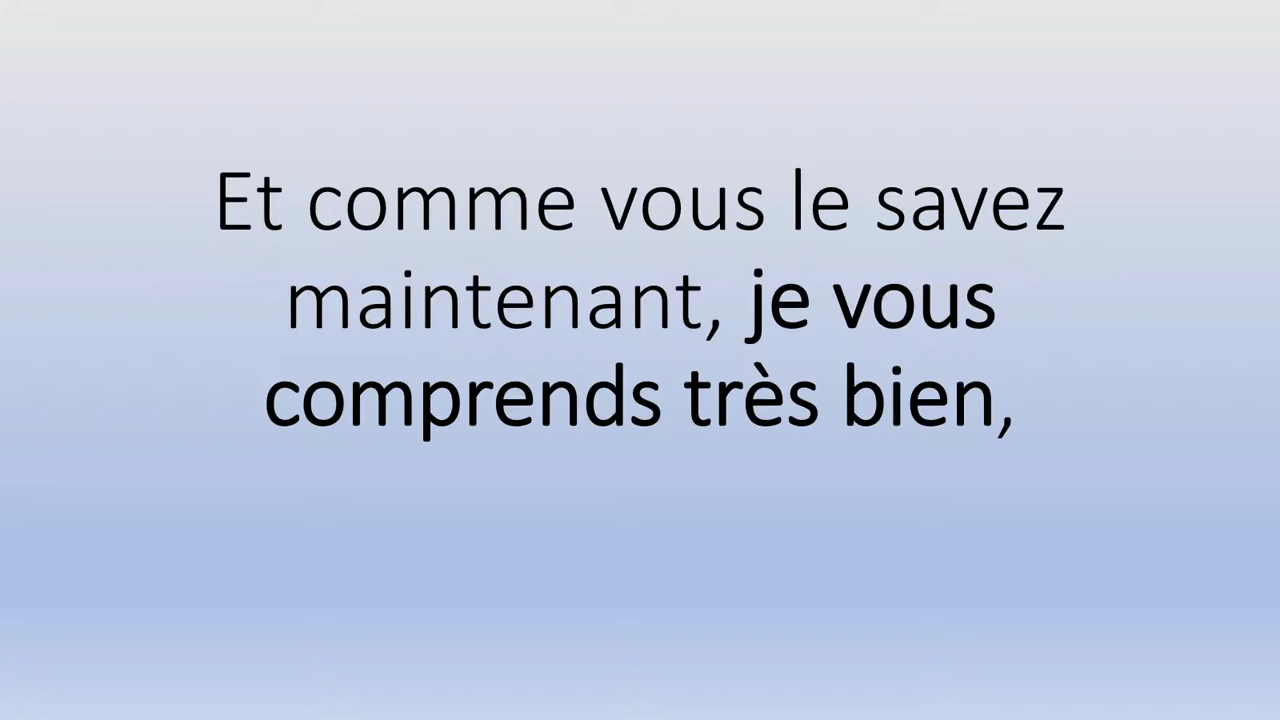 Et comme vous le savez
maintenant, je vous
comprends très bien,